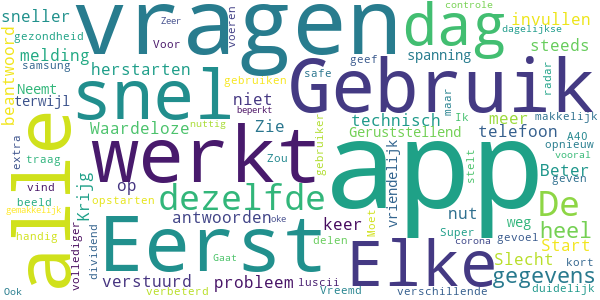 sneller
Zeer
vragen
dag
controle
gezondheid
Voor
voeren
steeds
invullen
dagelijkse
melding
samsung
herstarten
geef
spanning
Neemt
gebruiken
snel
Gebruik
safe
radar
terwijl
niet
beperkt
maar
makkelijk
beantwoord
nuttig
technisch
Ik
meer
A40
Waardeloze
Zie
Geruststellend
telefoon
opnieuw
extra
alle
werkt
app
gebruiker
vriendelijk
vooral
traag
Zou
Beter
vind
Krijg
op
dezelfde
stelt
geven
beeld
opstarten
De
gemakkelijk
antwoorden
keer
nut
weg
heel
handig
vollediger
dividend
Eerst
oke
Moet
Super
gevoel
Start
corona
delen
Elke
Slecht
Gaat
verstuurd
probleem
luscii
kort
gegevens
Ook
verbeterd
Vreemd
verschillende
duidelijk